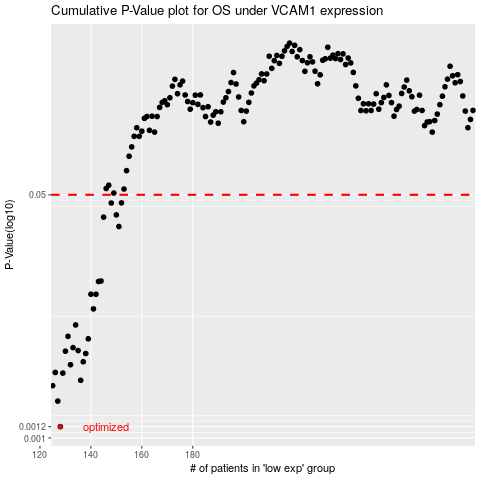 Cumulative P-Value plot for OS under VCAM1 expression
P-Value(log10)
0.05
0.0012
0.001
optimized
120 140 160 180
# of patients in 'low exp' group